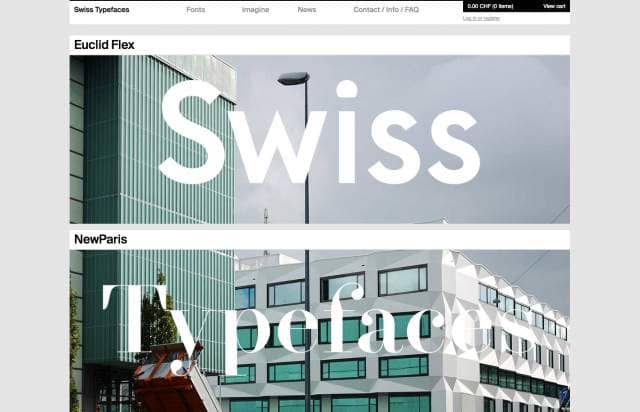 Swiss Typefaces
Fonts
Imagine
News
Contact / Info / FAQ
0.00 CHF (0 items)
View cart
Log in or register
Euclid Flex
Swiss
NewParis
Typefaces